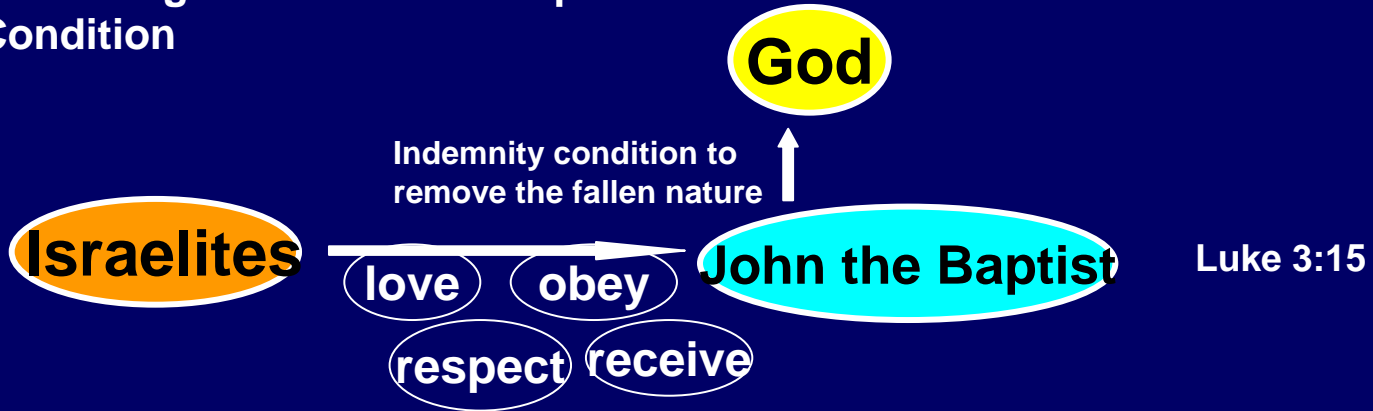 Condition
God
Indemnity condition to
remove the fallen nature
Israelites
John the Baptist
Luke 3:15
love
obey
respect
receive